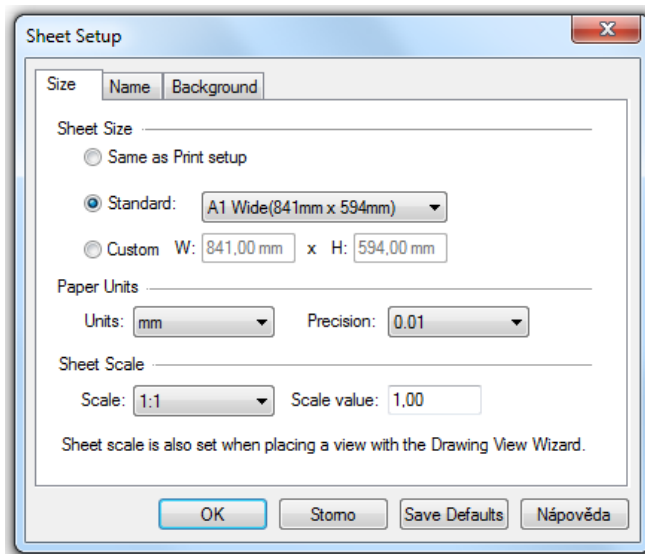 Sheet Setup
Size Name Background
Sheet Size
Same as Print setup
Standard: A1 Wide(841mm x 594mm)
Custom W: 841,00 mm x H: 594,00 mm
Paper Units
Units: mm Precision: 0.01
Sheet Scale
Scale: 1:1 Scale value: 1,00
Sheet scale is also set when placing a view with the Drawing View Wizard.
OK Storno Save Defaults Nápověda